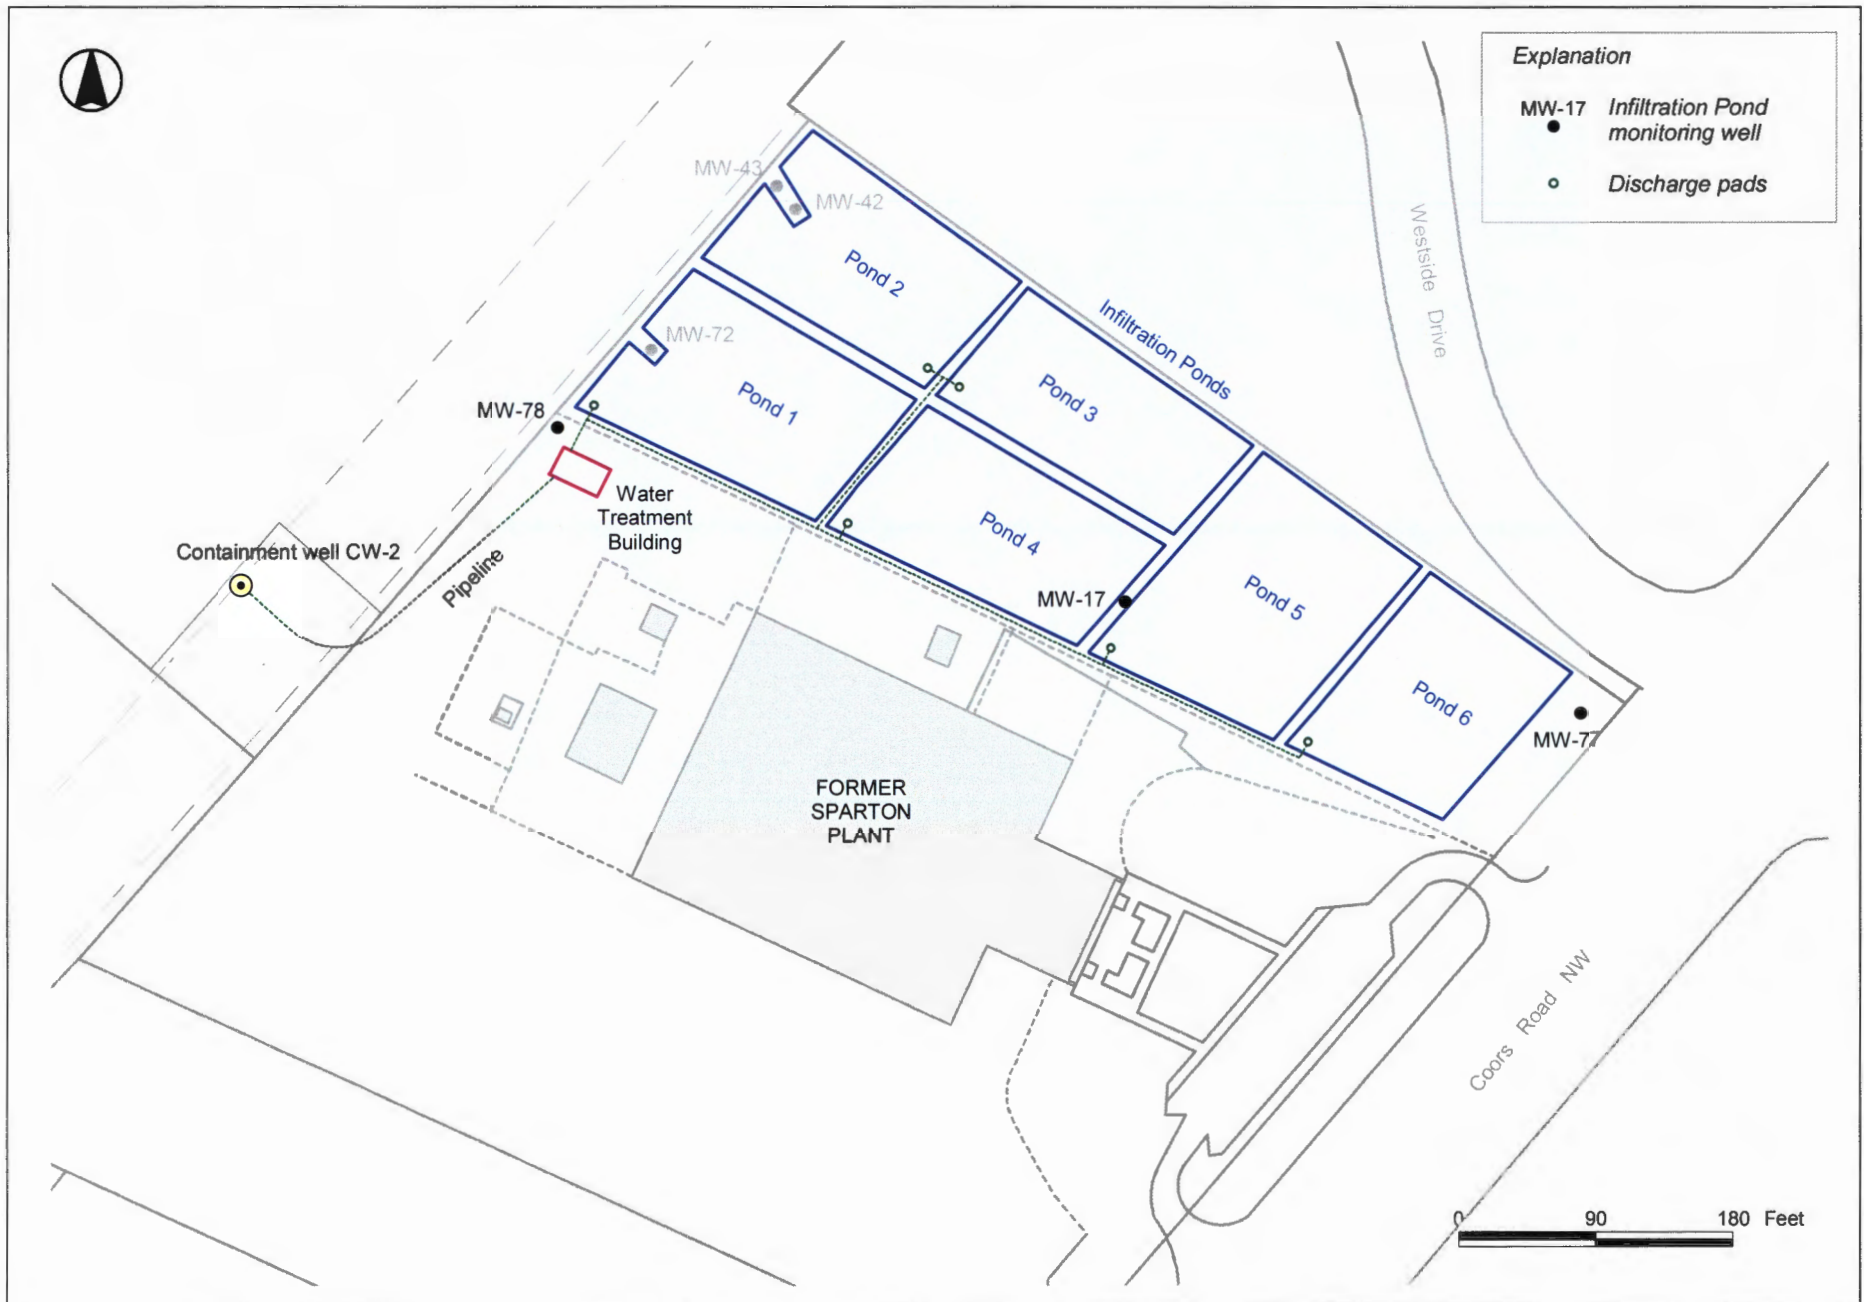 Explanation
MW-17 Infiltration Pond
monitoring well
Discharge pads
MW-43
MW-42
Pond 2
Westside Drive
Infiltration Ponds
MW-72
Pond 1
Pond 3
MW-78
Water
Treatment
Building
Pond 4
Containment well CW-2
Pipeline
MW-17
Pond 5
Pond 6
MW-77
FORMER
SPARTON
PLANT
Coors Road NW
0 90 180 Feet